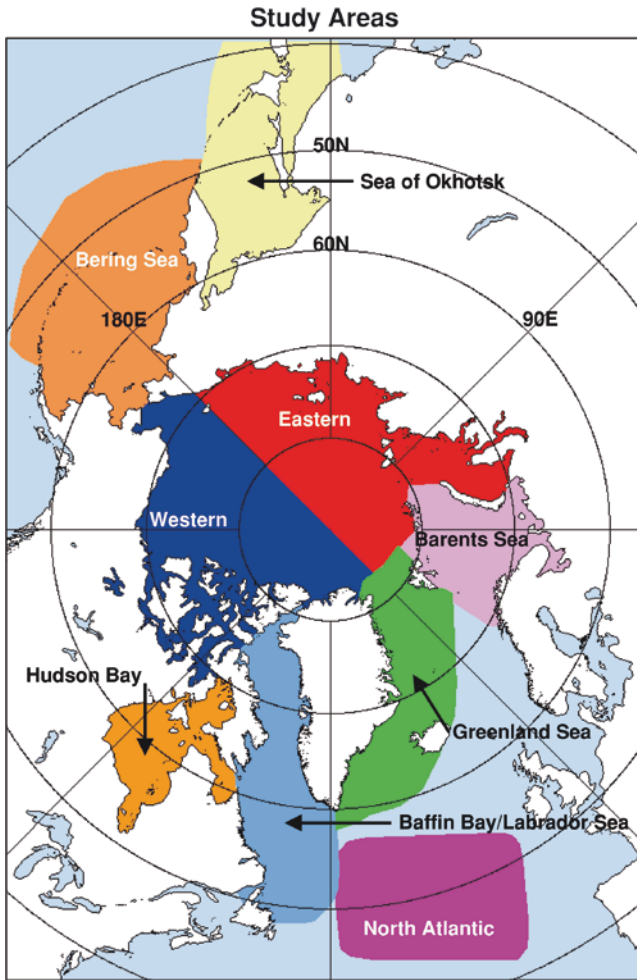 Study Areas
50N
Sea of Okhotsk
60N
Bering Sea
180E
90E
Eastern
Western
Barents Sea
Hudson Bay
Greenland Sea
Baffin Bay/Labrador Sea
North Atlantic